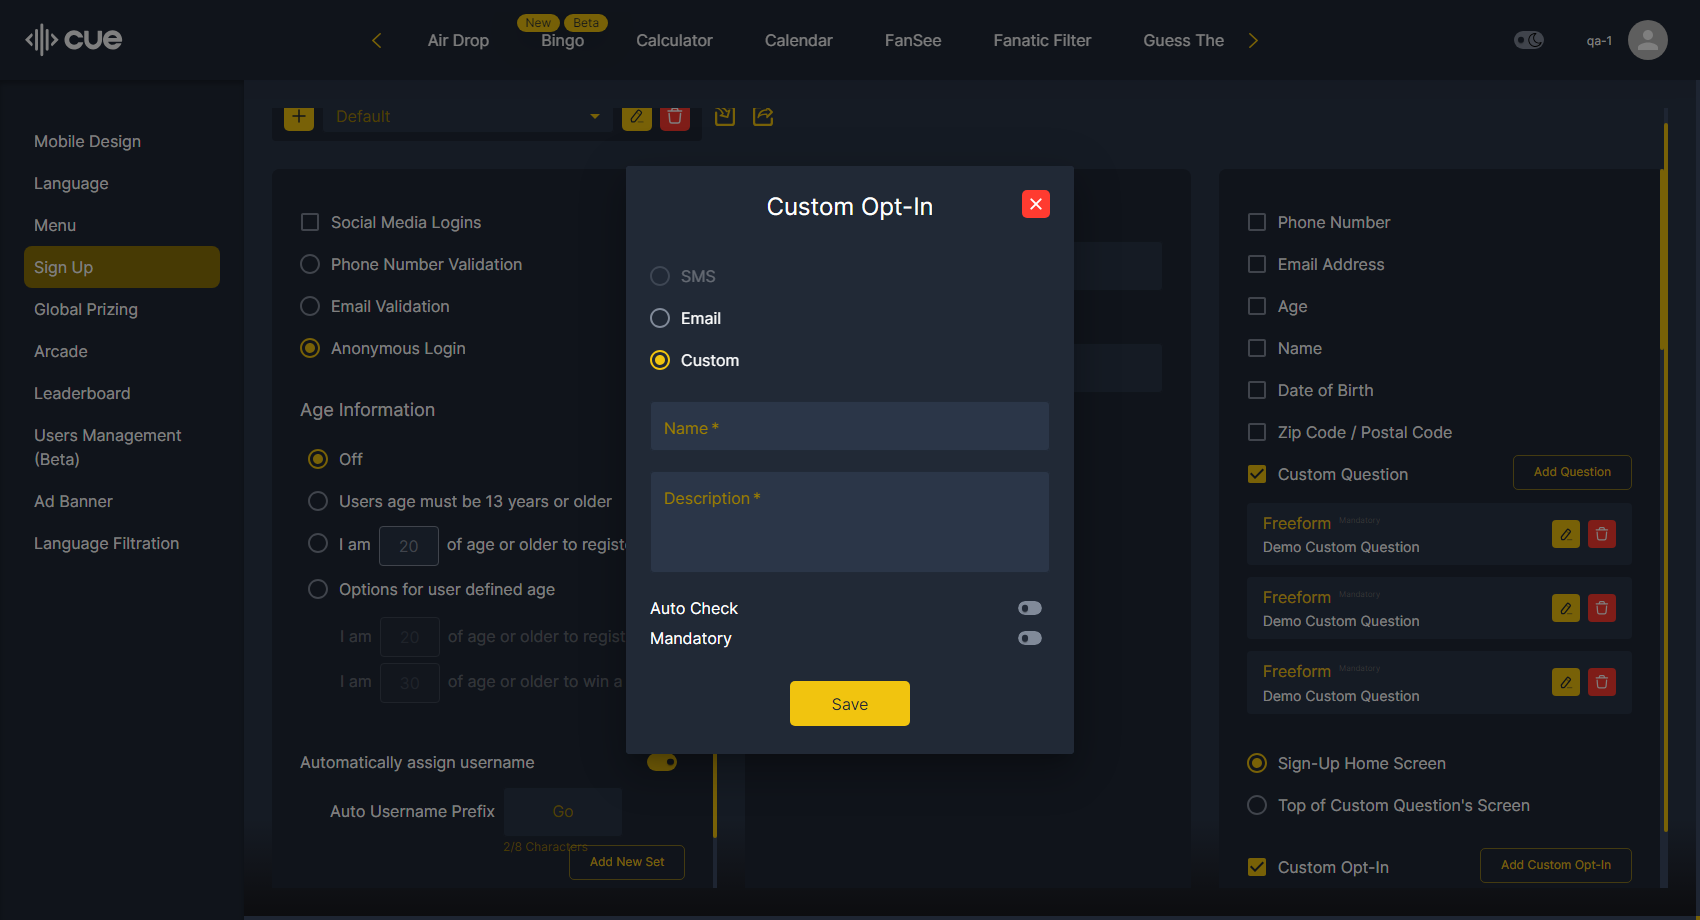 cue
Air Drop
New
Beta
Bingo
Calculator
Calendar
FanSee
Fanatic Filter
Guess The
qa-1
Mobile Design
Language
Menu
Sign Up
Global Prizing
Arcade
Leaderboard
Users Management
(Beta)
Ad Banner
Language Filtration
Default
Social Media Logins
Phone Number Validation
Email Validation
Anonymous Login
Age Information
Off
Users age must be 13 years or older
I am 20 of age or older to regist
Options for user defined age
I am 20 of age or older to regist
I am 30 of age or older to win a
Automatically assign username
Auto Username Prefix Go
2/8 Characters
Add New Set
Custom Opt-In
SMS
Email
Custom
Name *
Description *
Auto Check
Mandatory
Save
Phone Number
Email Address
Age
Name
Date of Birth
Zip Code / Postal Code
Custom Question
Add Question
Freeform Mandatory
Demo Custom Question
Freeform Mandatory
Demo Custom Question
Freeform Mandatory
Demo Custom Question
Sign-Up Home Screen
Top of Custom Question's Screen
Custom Opt-In
Add Custom Opt-In